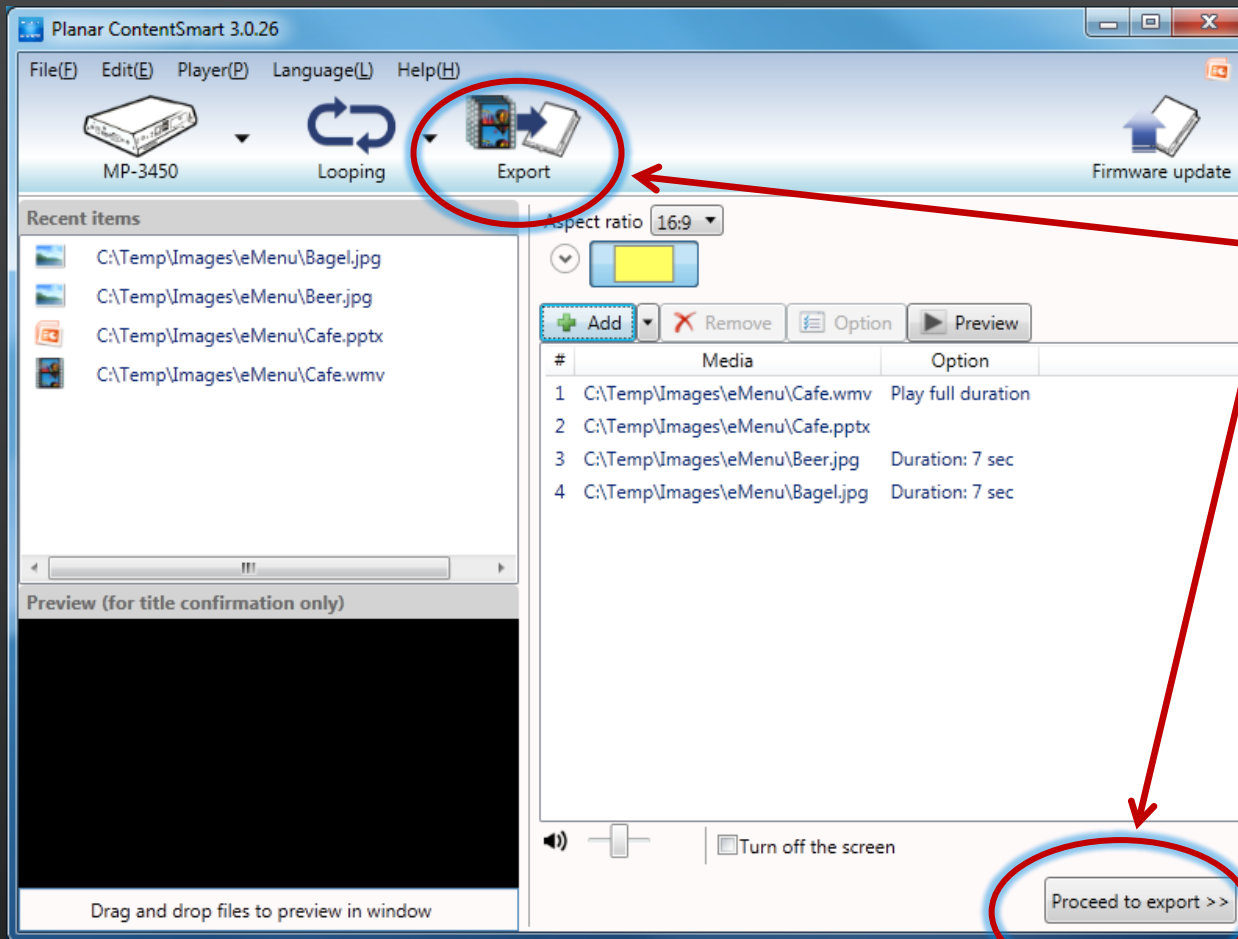 Planar ContentSmart 3.0.26
File(F) Edit(E) Player(P) Language(L) Help(H)
MP-3450 Looping Export Firmware update
Recent items
C:\Temp\Images\eMenu\Bagel.jpg
C:\Temp\Images\eMenu\Beer.jpg
C:\Temp\Images\eMenu\Cafe.pptx
C:\Temp\Images\eMenu\Cafe.wmv
Preview (for title confirmation only)
Drag and drop files to preview in window
Aspect ratio 16:9
Add Remove Option Preview
# Media Option
1 C:\Temp\Images\eMenu\Cafe.wmv Play full duration
2 C:\Temp\Images\eMenu\Cafe.pptx
3 C:\Temp\Images\eMenu\Beer.jpg Duration: 7 sec
4 C:\Temp\Images\eMenu\Bagel.jpg Duration: 7 sec
Turn off the screen
Proceed to export >>